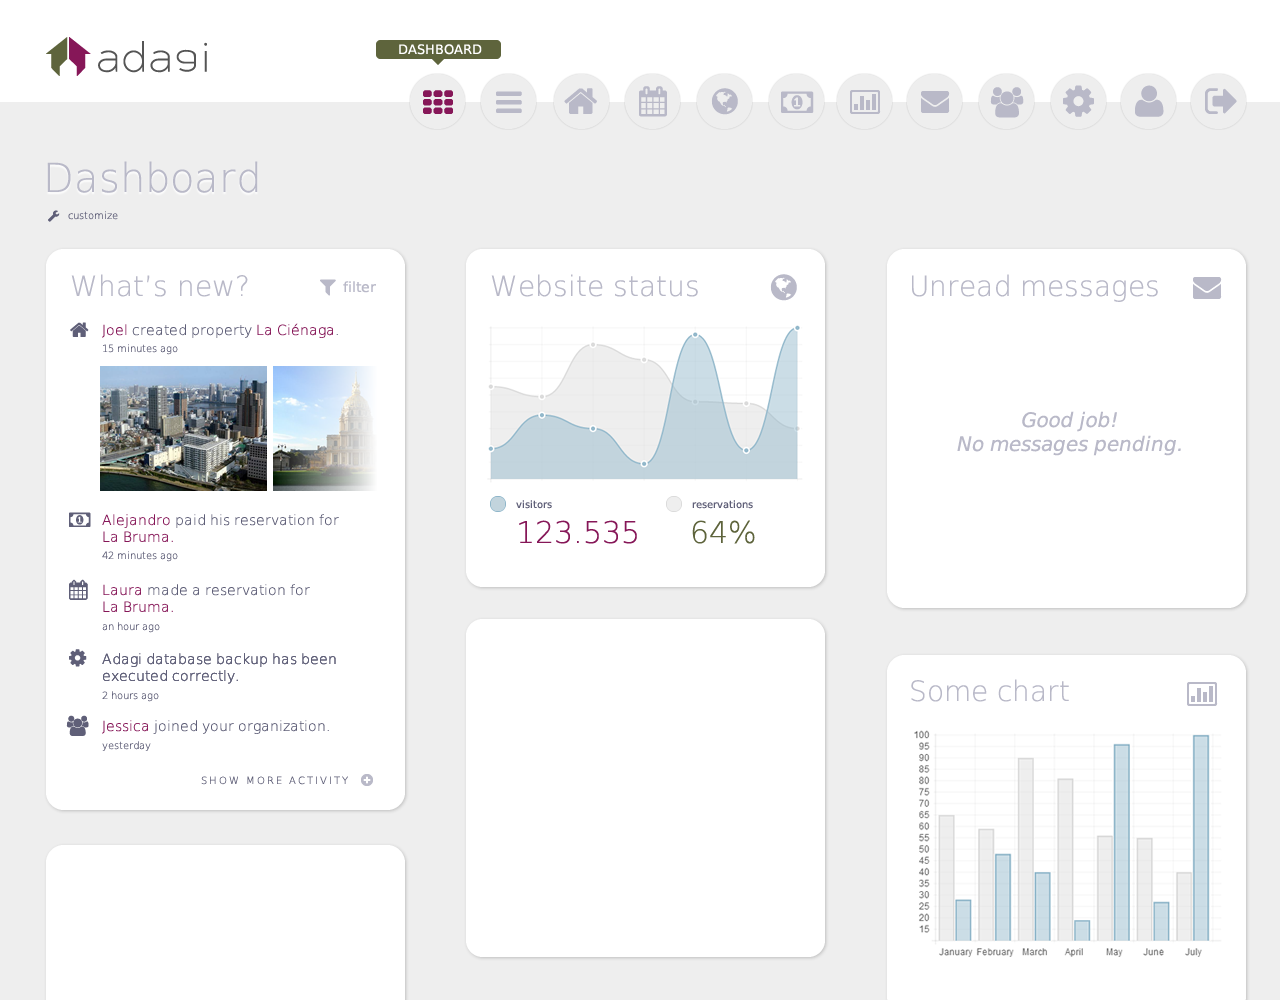 adagi
DASHBOARD
1
Dashboard
customize
What's new?
filter
Joel created property La Ciénaga.
15 minutes ago
1
Alejandro paid his reservation for
La Bruma.
42 minutes ago
Laura made a reservation for
La Bruma.
an hour ago
Adagi database backup has been
executed correctly.
2 hours ago
Jessica joined your organization.
yesterday
SHOW MORE ACTIVITY
Website status
visitors
123.535
reservations
64%
Unread messages
Good job!
No messages pending.
Some chart
100
95
90
85
80
75
70
65
60
55
50
45
40
35
30
25
20
15
January February March April May June July